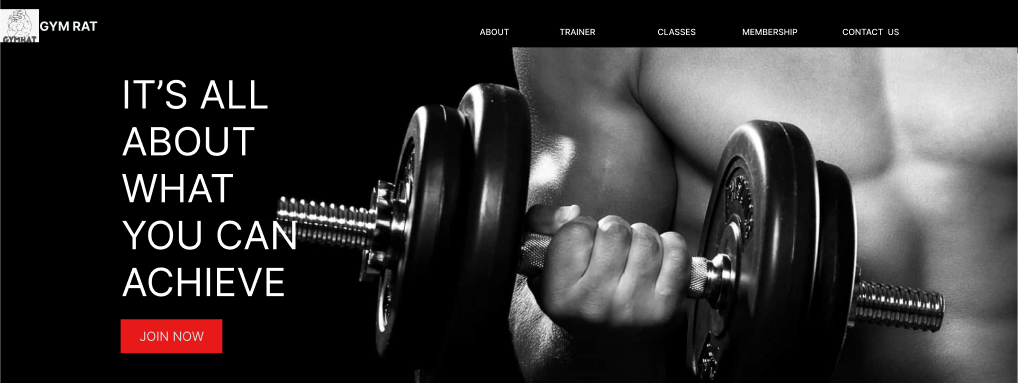 GYMRAT
GYM RAT
ABOUT
TRAINER
CLASSES
MEMBERSHIP
CONTACT US
IT’S ALL
ABOUT
WHAT
YOU CAN
ACHIEVE
JOIN NOW